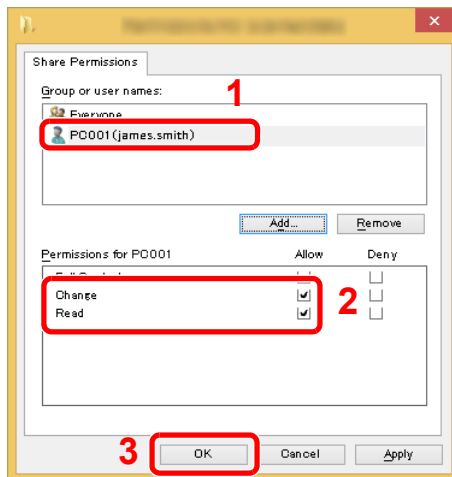 Share Permissions
Group or user names:
1
Everyone
PC001(james.smith)
Add...
Remove
Permissions for PC001
Allow
Deny
Change
Read
2
3
OK
Cancel
Apply